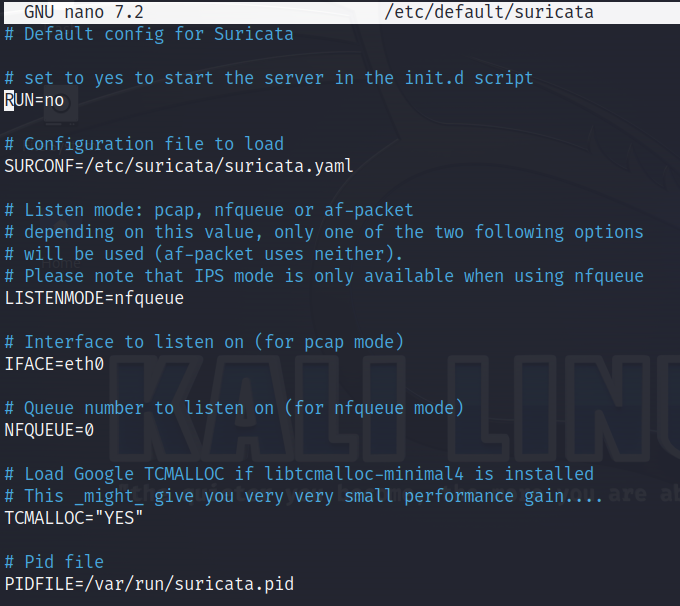 GNU nano 7.2 /etc/default/suricata
# Default config for Suricata
# set to yes to start the server in the init.d script
RUN=no
# Configuration file to load
SURCONF=/etc/suricata/suricata.yaml
# Listen mode: pcap, nfqueue or af-packet
# depending on this value, only one of the two following options
# will be used (af-packet uses neither).
# Please note that IPS mode is only available when using nfqueue
LISTENMODE=nfqueue
# Interface to listen on (for pcap mode)
IFACE=eth0
KALI LINU
# Queue number to listen on (for nfqueue mode)
NFQUEUE=0
# Load Google TCMALLOC if libtcmalloc-minimal4 is installed
# This _might_ give you very very small performance gain....
TCMALLOC="YES"
# Pid file
PIDFILE=/var/run/suricata.pid